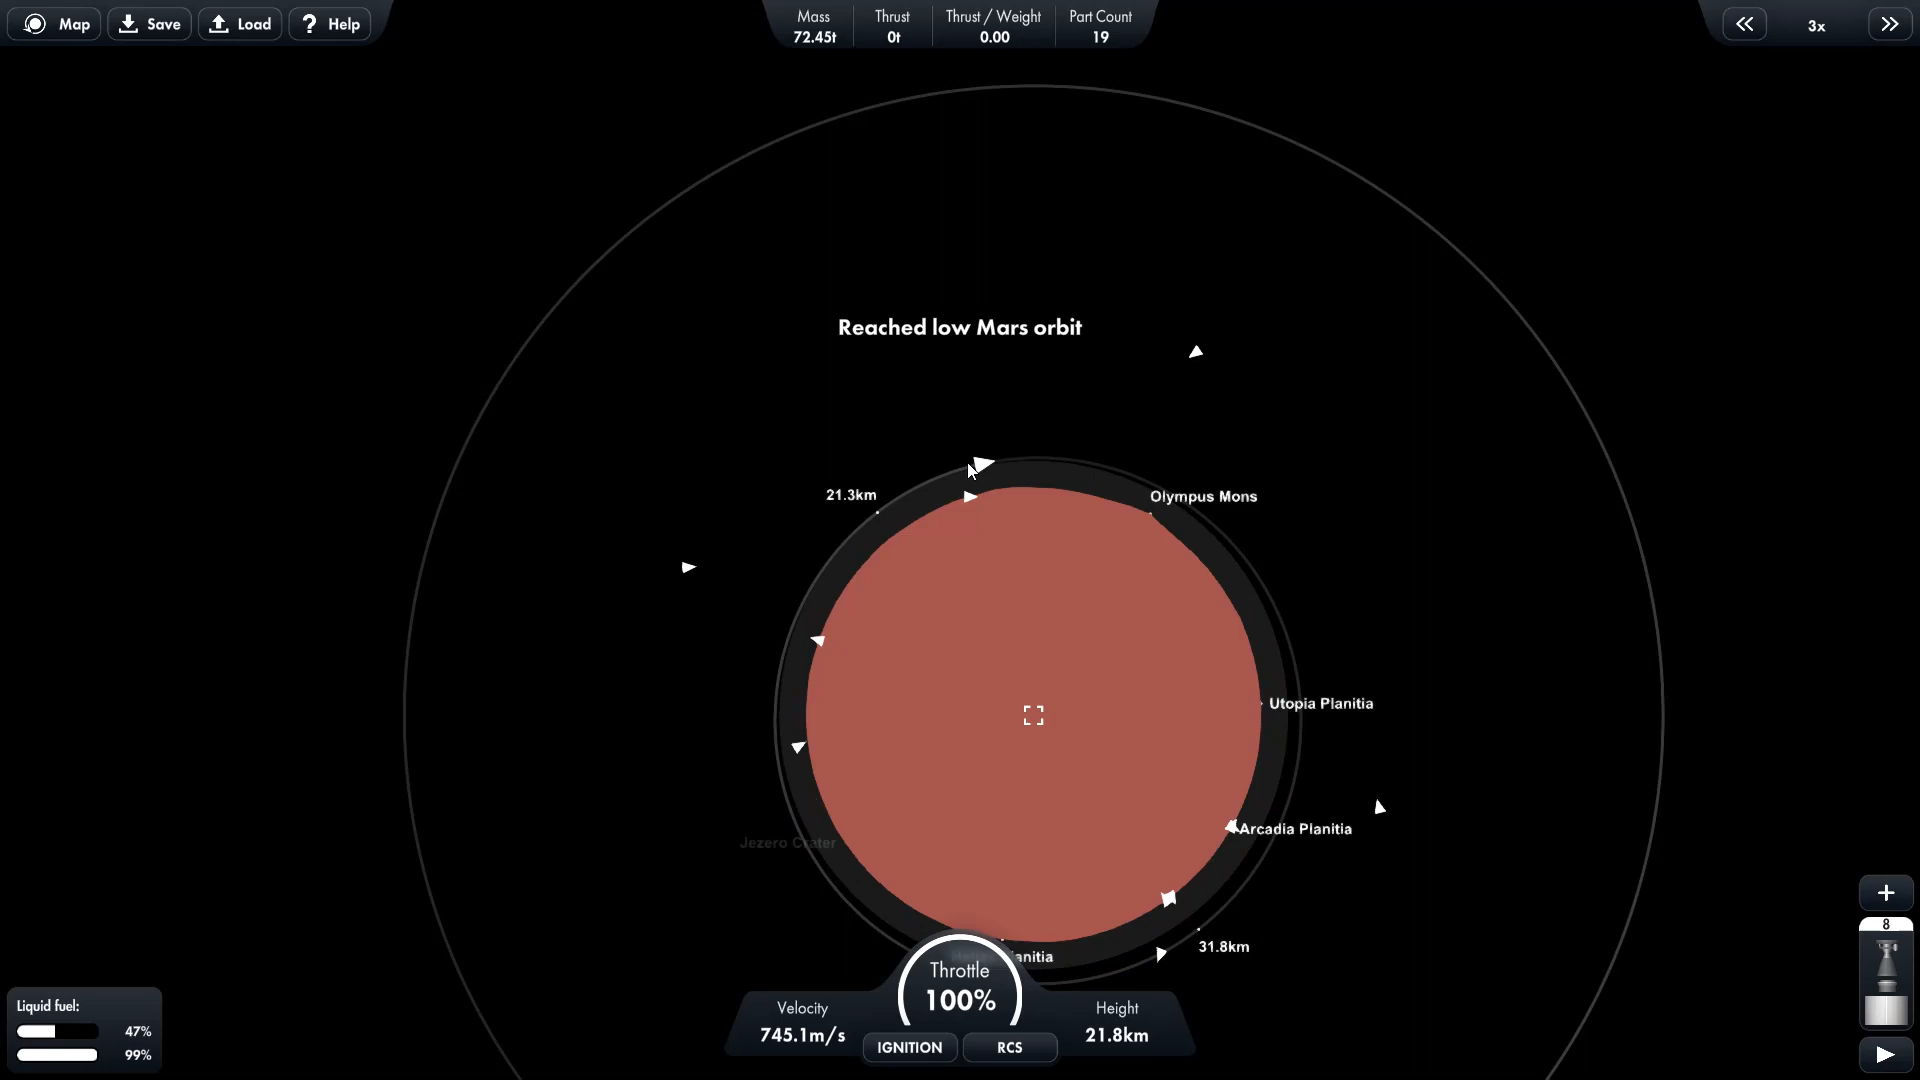 Map
Save
Load
Help
Mass
72.45t
Thrust
0t
Thrust / Weight
0.00
Part Count
19
3x
Reached low Mars orbit
21.3km
Olympus Mons
Utopia Planitia
Arcadia Planitia
Jezero Crater
31.8km
Throttle
100%
Velocity
745.1m/s
Height
21.8km
IGNITION
RCS
Liquid fuel:
47%
99%
8